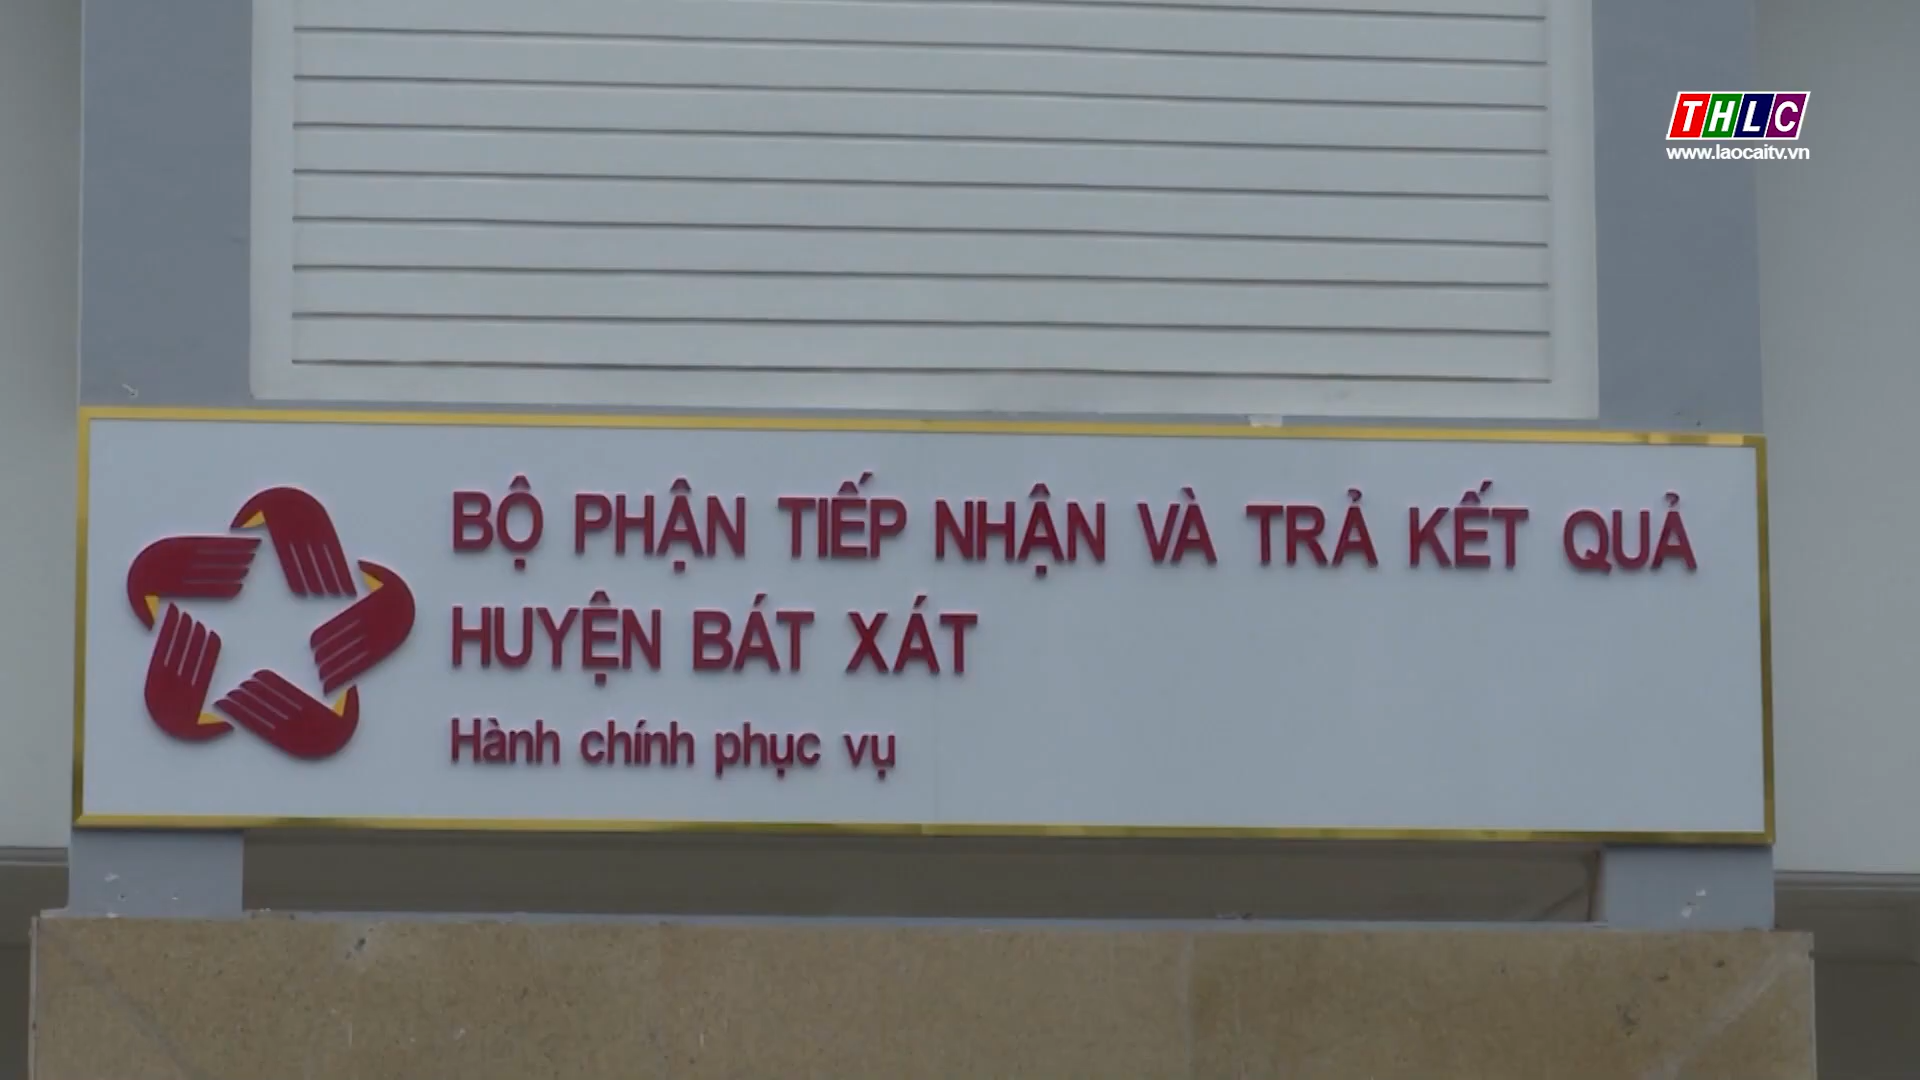 THLC
www.laocaitv.vn
BỘ PHẬN TIẾP NHẬN VÀ TRẢ KẾT QUẢ
HUYỆN BÁT XÁT
Hành chính phục vụ